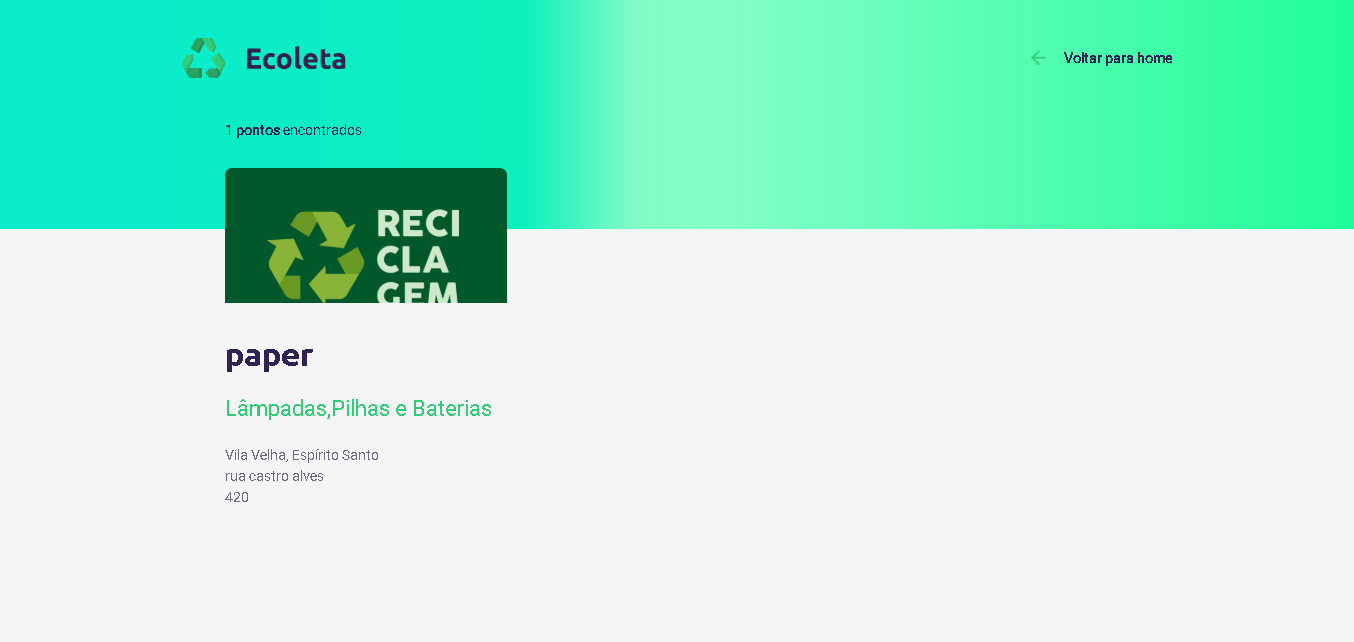 Ecoleta
Voltar para home
1 pontos encontrados
RECI
CLA
GEM
paper
Lâmpadas,Pilhas e Baterias
Vila Velha, Espírito Santo
rua castro alves
420